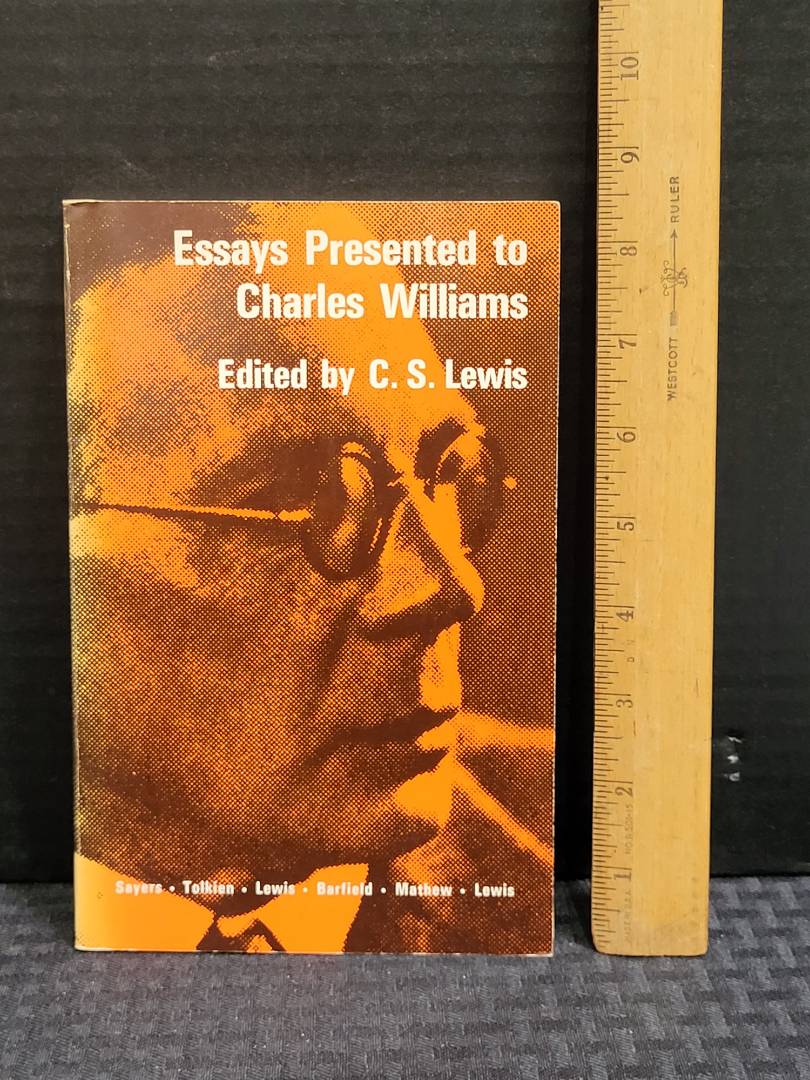 Essays Presented to
Charles Williams
Edited by C. S. Lewis
Sayers • Tolkien • Lewis • Barfield • Mathew • Lewis
10
9
8
7
6
5
4
3
2
1
WESTCOTT
RULER